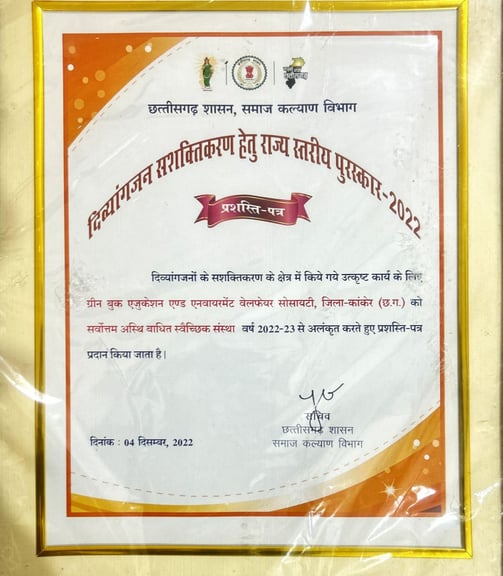 छत्तीसगढ़ शासन, समाज कल्याण विभाग
दिव्यांगजन सशक्तिकरण हेतु राज्य स्तरीय पुरस्कार-2022
प्रशस्ति-पत्र
दिव्यांगजनों के सशक्तिकरण के क्षेत्र में किये गये उत्कृष्ट कार्य के लिए
ग्रीन बुक एजुकेशन एण्ड एनवायरमेंट वेलफेयर सोसायटी, जिला-कांकेर (छ.ग.) को
सर्वोत्तम अस्थि बाधित स्वैच्छिक संस्था वर्ष 2022-23 से अलंकृत करते हुए प्रशस्ति-पत्र
प्रदान किया जाता है।
सचिव
छत्तीसगढ़ शासन
समाज कल्याण विभाग
दिनांक : 04 दिसम्बर, 2022